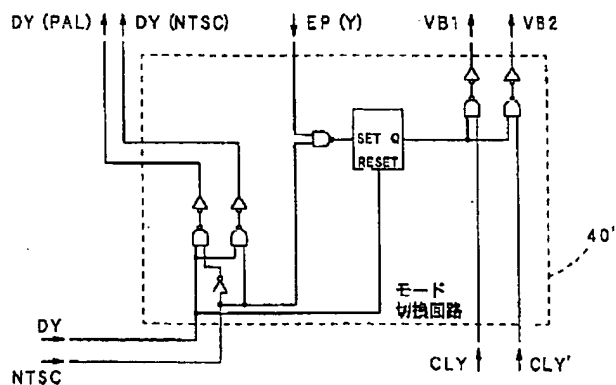 DY (PAL) DY (NTSC) EP (Y) VB1 VB2
SET Q
RESET
40'
モード
切換回路
DY
NTSC
CLY CLY'